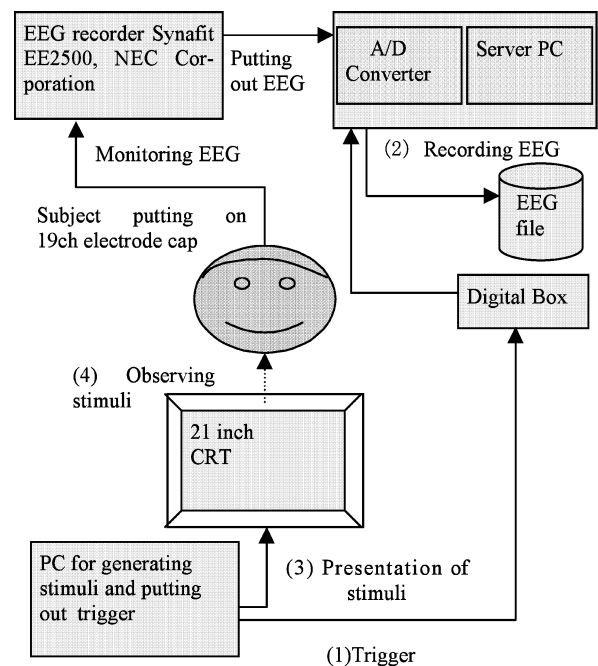 EEG recorder Synafit
EE2500, NEC Cor-
poration
Putting
out EEG
A/D
Converter
Server PC
Monitoring EEG
(2) Recording EEG
EEG
file
Subject putting on
19ch electrode cap
Digital Box
(4) Observing
stimuli
21 inch
CRT
PC for generating
stimuli and putting
out trigger
(3) Presentation of
stimuli
(1)Trigger